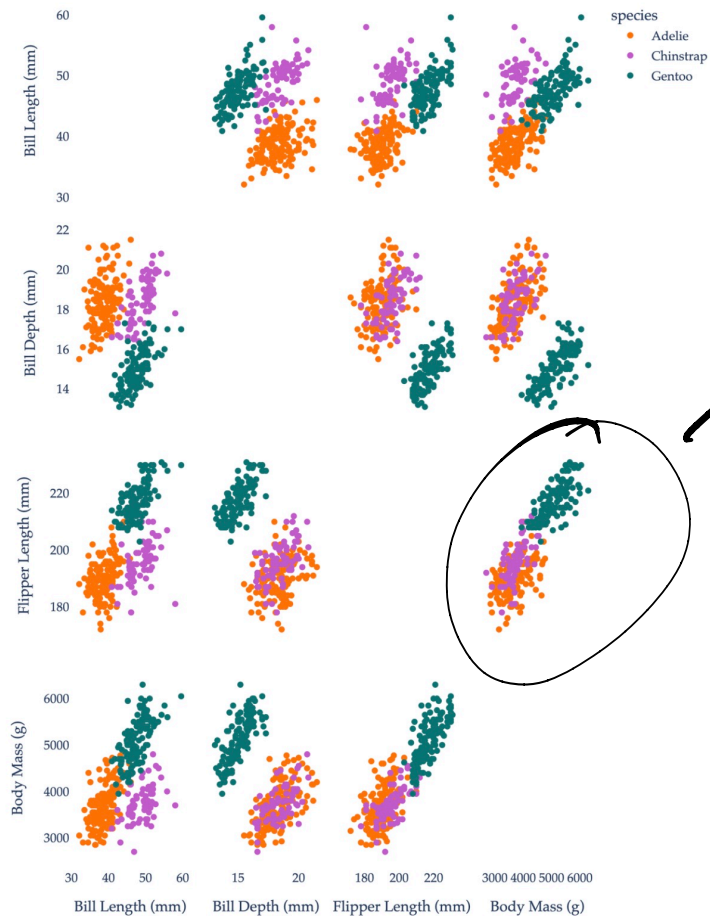 species
Adelie
Chinstrap
Gentoo
60
50
40
30
Bill Length (mm)
22
20
18
16
14
Bill Depth (mm)
220
200
180
Flipper Length (mm)
6000
5000
4000
3000
Body Mass (g)
30 40 50 60
15 20
180 200 220
3000 4000 5000 6000
Bill Length (mm)
Bill Depth (mm)
Flipper Length (mm)
Body Mass (g)